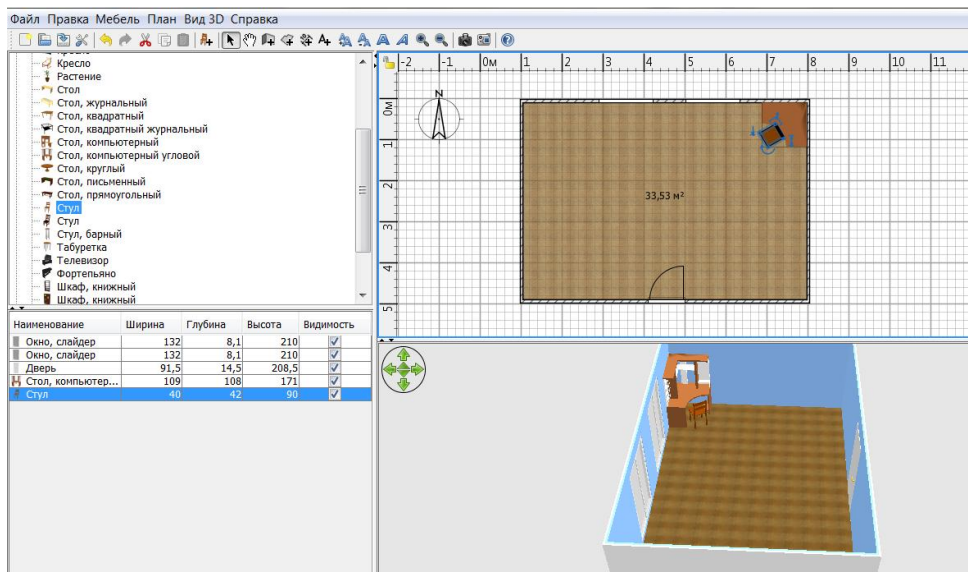 Файл Правка Мебель План Вид 3D Справка
Кресло
Растение
Стол
Стол, журнальный
Стол, квадратный
Стол, квадратный журнальный
Стол, компьютерный
Стол, компьютерный угловой
Стол, круглый
Стол, письменный
Стол, прямоугольный
Стул
Стул
Стул, барный
Табуретка
Телевизор
Фортепьяно
Шкаф, книжный
Шкаф, книжный
-2 -1 0м 1 2 3 4 5 6 7 8 9 10 11
0м
1
2
3
4
5
N
33,53 м²
Наименование Ширина Глубина Высота Видимость
Окно, слайдер 132 8,1 210
Окно, слайдер 132 8,1 210
Дверь 91,5 14,5 208,5
Стол, компьютер... 109 108 171
Стул 40 42 90